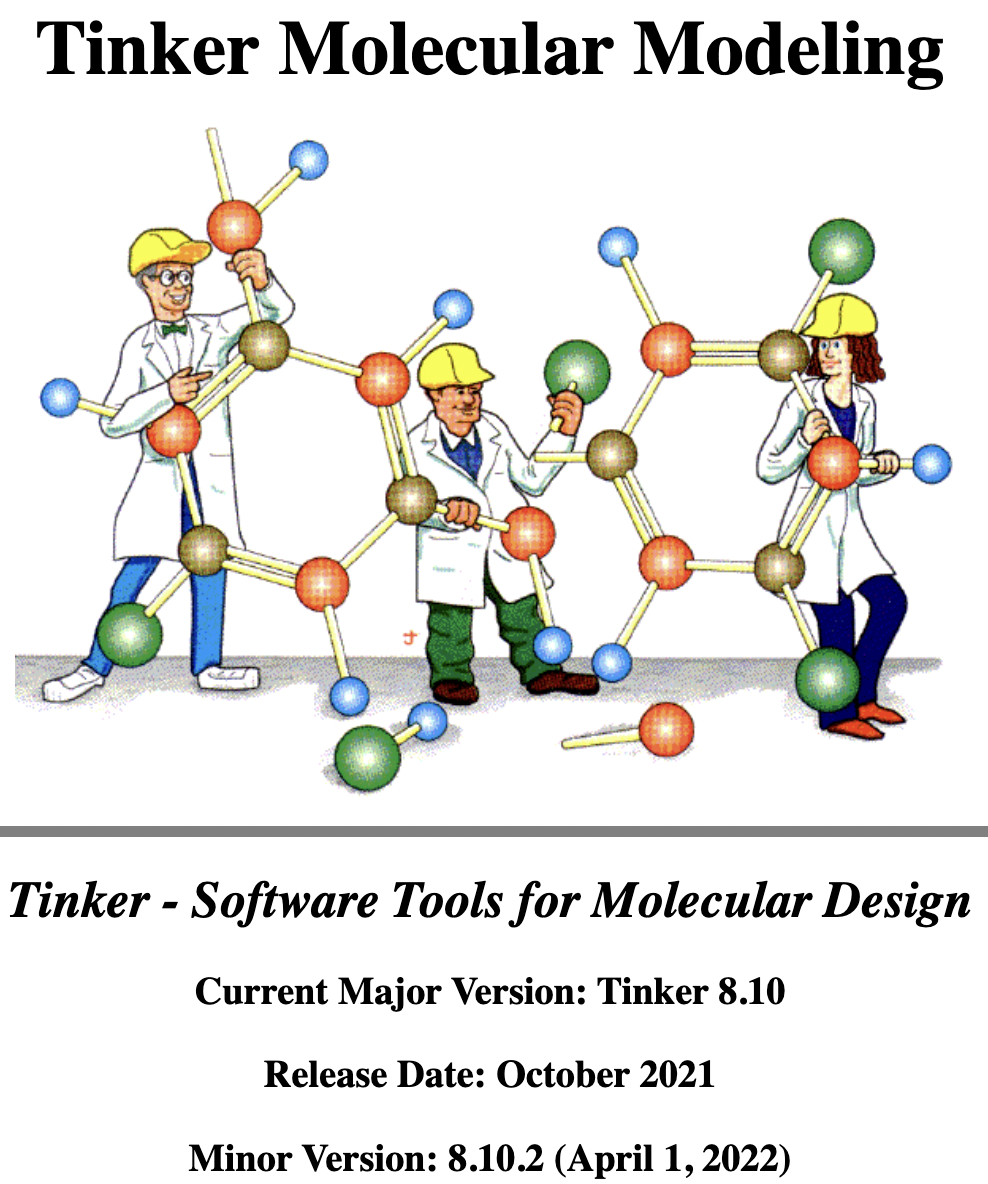 Tinker Molecular Modeling
Tinker - Software Tools for Molecular Design
Current Major Version: Tinker 8.10
Release Date: October 2021
Minor Version: 8.10.2 (April 1, 2022)